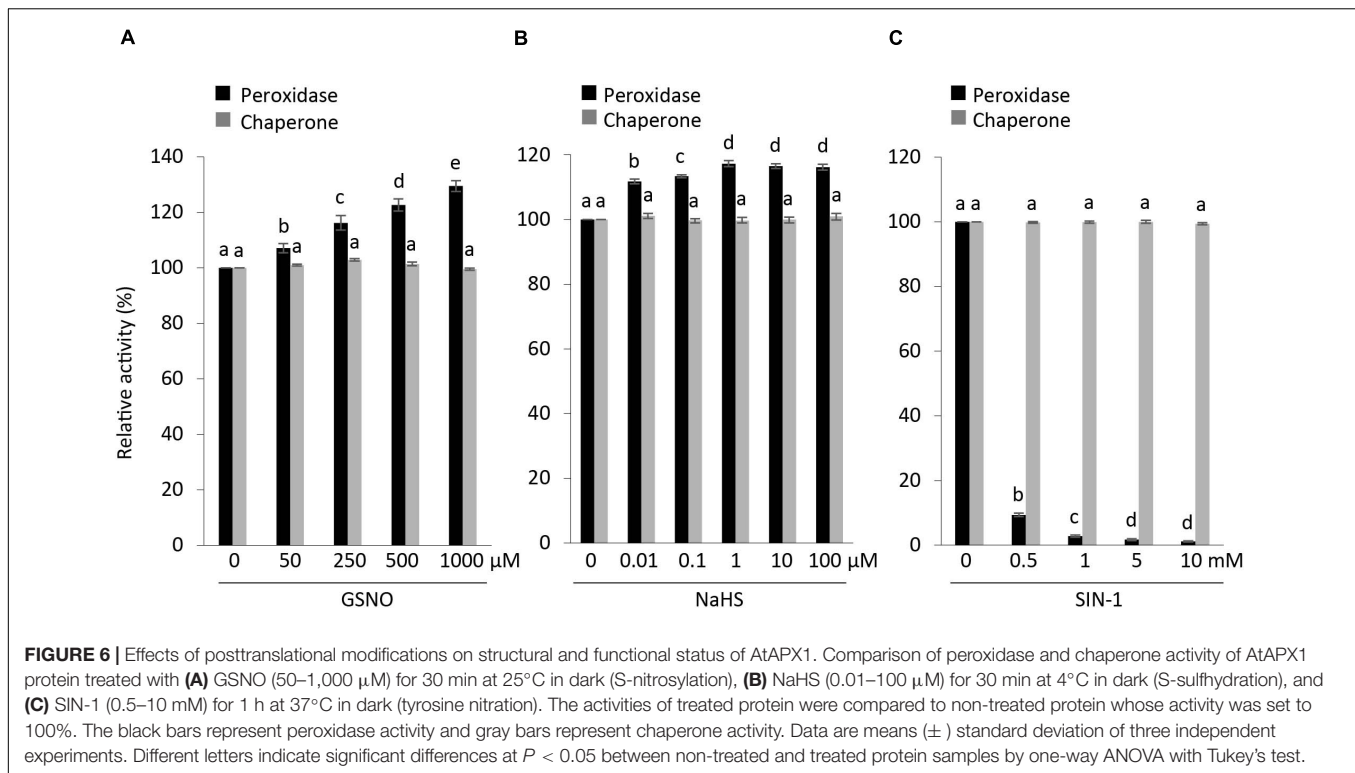 A
Peroxidase
Chaperone
Relative activity (%)
140
120
100
80
60
40
20
0
a a
b
a
c
a
d
a
e
a
0 50 250 500 1000 μM
GSNO
B
Peroxidase
Chaperone
120
100
80
60
40
20
0
a a
b
a
c
a
d
a
d
a
d
a
0 0.01 0.1 1 10 100 μM
NaHS
C
Peroxidase
Chaperone
120
100
80
60
40
20
0
a a
b
a
c
a
d
a
d
a
0 0.5 1 5 10 mM
SIN-1
FIGURE 6 | Effects of posttranslational modifications on structural and functional status of AtAPX1. Comparison of peroxidase and chaperone activity of AtAPX1
protein treated with (A) GSNO (50–1,000 μM) for 30 min at 25°C in dark (S-nitrosylation), (B) NaHS (0.01–100 μM) for 30 min at 4°C in dark (S-sulfhydration), and
(C) SIN-1 (0.5–10 mM) for 1 h at 37°C in dark (tyrosine nitration). The activities of treated protein were compared to non-treated protein whose activity was set to
100%. The black bars represent peroxidase activity and gray bars represent chaperone activity. Data are means (± ) standard deviation of three independent
experiments. Different letters indicate significant differences at P < 0.05 between non-treated and treated protein samples by one-way ANOVA with Tukey's test.